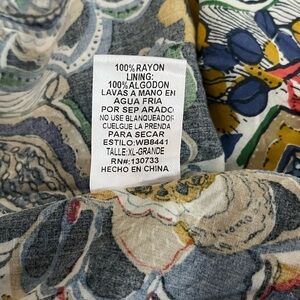 100% RAYON
LINING:
100% ALGODON
LAVAS A MANO EN
AGUA FRIA
POR SEP ARADO
NO USE BLANQUEADOR
CUELGUE LA PRENDA
PARA SECAR
ESTILO:WB8441
TALLE:XL-GRANDE
RN#:130733
HECHO EN CHINA